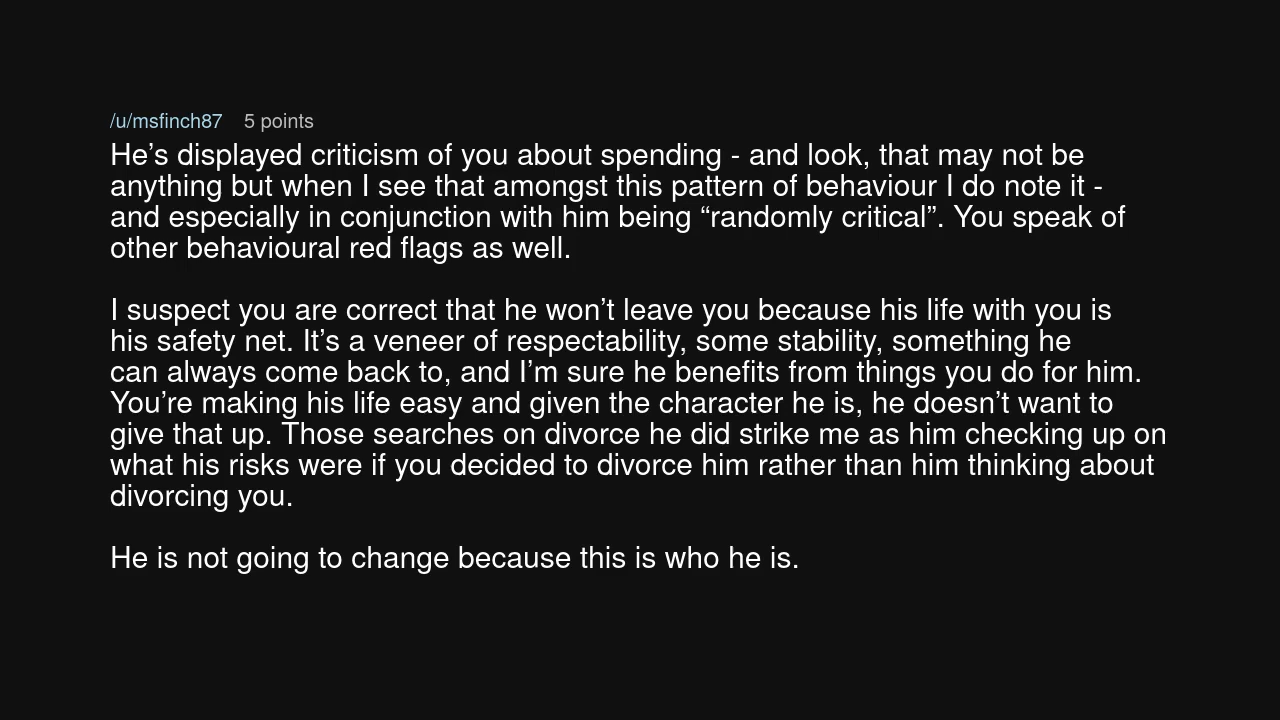 /u/msfinch87 5 points
He’s displayed criticism of you about spending - and look, that may not be
anything but when I see that amongst this pattern of behaviour I do note it -
and especially in conjunction with him being “randomly critical”. You speak of
other behavioural red flags as well.
I suspect you are correct that he won’t leave you because his life with you is
his safety net. It’s a veneer of respectability, some stability, something he
can always come back to, and I’m sure he benefits from things you do for him.
You’re making his life easy and given the character he is, he doesn’t want to
give that up. Those searches on divorce he did strike me as him checking up on
what his risks were if you decided to divorce him rather than him thinking about
divorcing you.
He is not going to change because this is who he is.